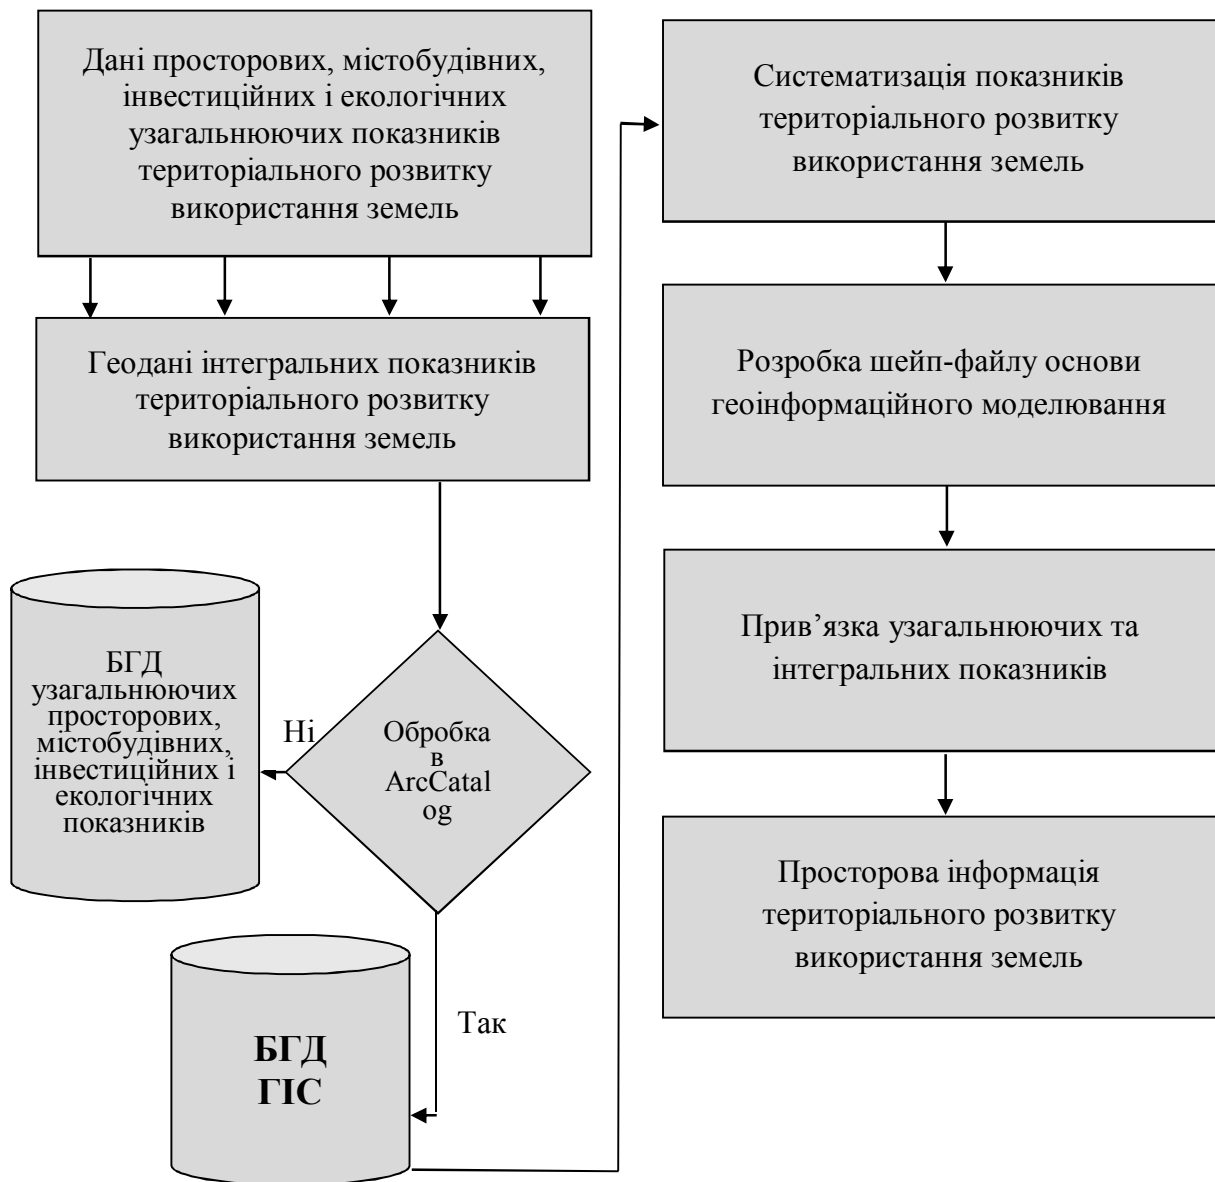 Дані просторових, містобудівних,
інвестиційних і екологічних
узагальнюючих показників
територіального розвитку
використання земель
Геодані інтегральних показників
територіального розвитку
використання земель
БГД
узагальнюючих
просторових,
містобудівних,
інвестиційних і
екологічних
показників
Ні
Обробка
в
ArcCatal
og
Так
БГД
ГІС
Систематизація показників
територіального розвитку
використання земель
Розробка шейп-файлу основи
геоінформаційного моделювання
Прив’язка узагальнюючих та
інтегральних показників
Просторова інформація
територіального розвитку
використання земель